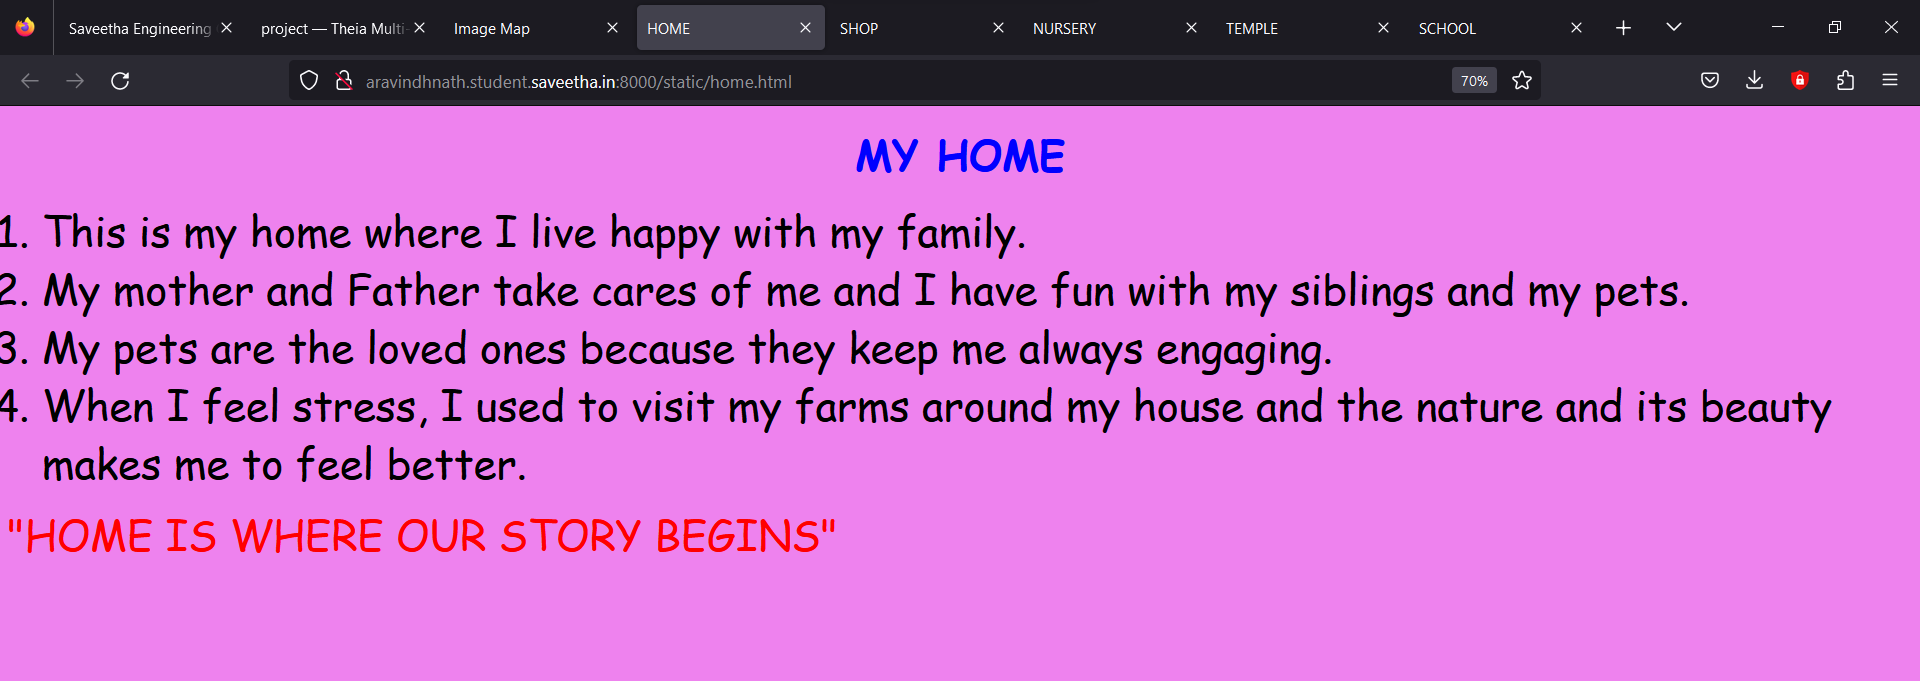 Saveetha Engineering
project — Theia Multi-
Image Map
HOME
SHOP
NURSERY
TEMPLE
SCHOOL
aravindhnath.student.saveetha.in:8000/static/home.html
70%
MY HOME
1. This is my home where I live happy with my family.
2. My mother and Father take cares of me and I have fun with my siblings and my pets.
3. My pets are the loved ones because they keep me always engaging.
4. When I feel stress, I used to visit my farms around my house and the nature and its beauty
makes me to feel better.
"HOME IS WHERE OUR STORY BEGINS"